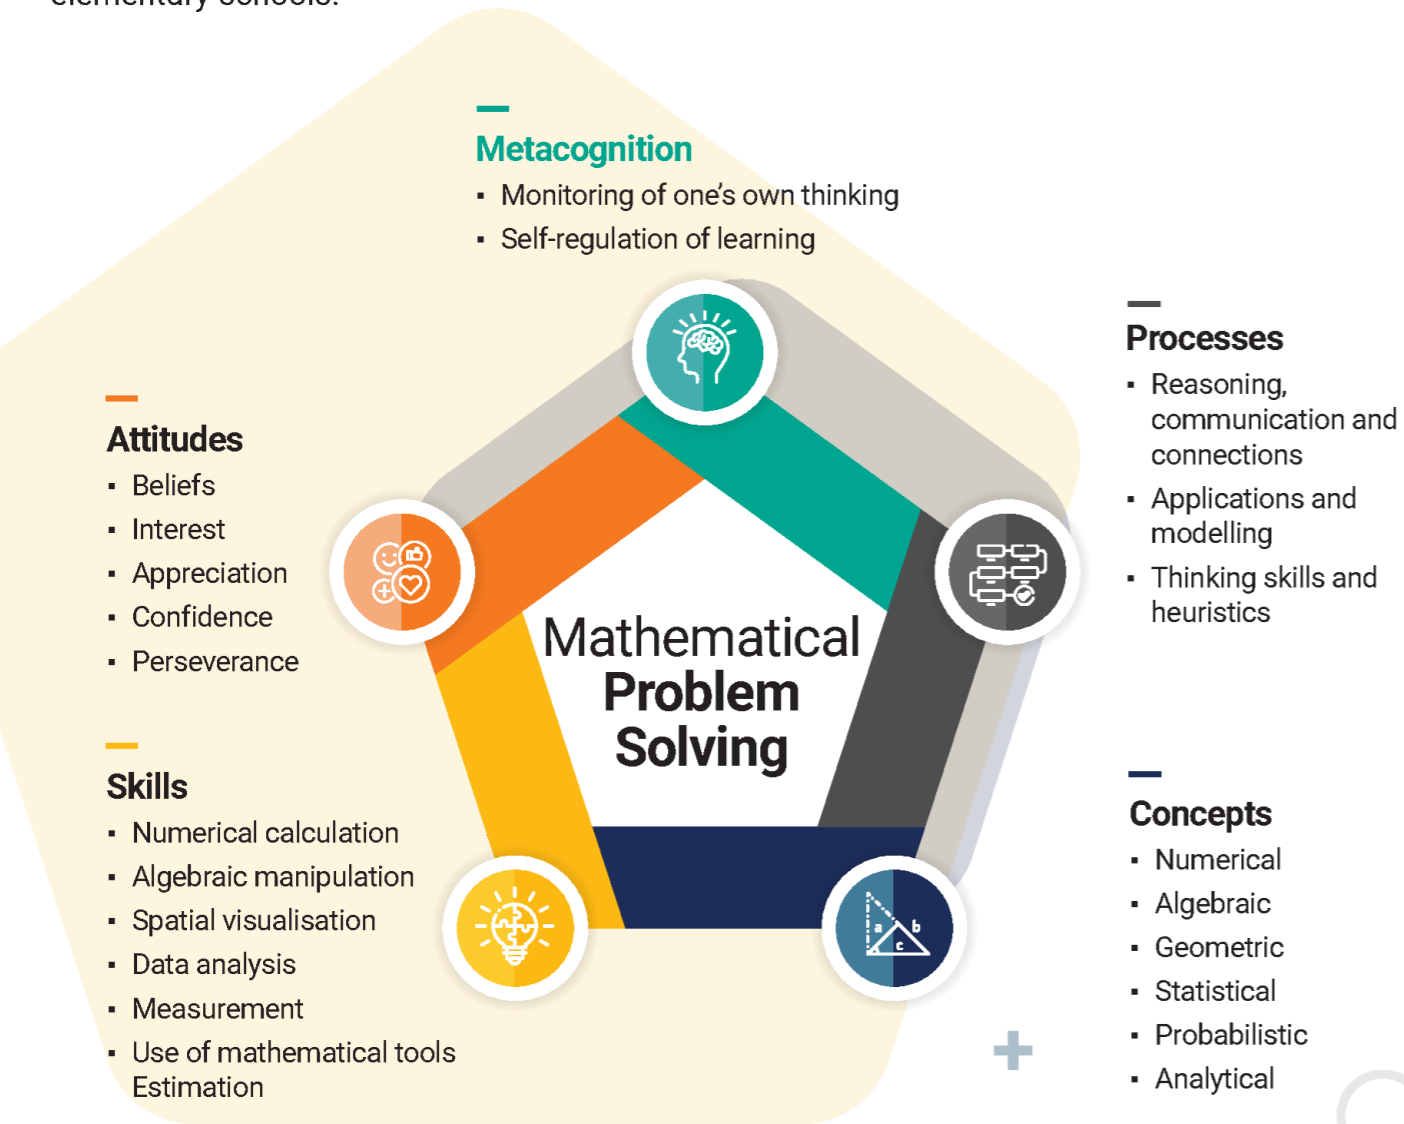 elementary schools.
Metacognition
▪ Monitoring of one’s own thinking
▪ Self-regulation of learning
Processes
▪ Reasoning,
communication and
connections
▪ Applications and
modelling
▪ Thinking skills and
heuristics
Attitudes
▪ Beliefs
▪ Interest
▪ Appreciation
▪ Confidence
▪ Perseverance
Mathematical
Problem
Solving
Skills
▪ Numerical calculation
▪ Algebraic manipulation
▪ Spatial visualisation
▪ Data analysis
▪ Measurement
▪ Use of mathematical tools
Estimation
Concepts
▪ Numerical
▪ Algebraic
▪ Geometric
▪ Statistical
▪ Probabilistic
▪ Analytical
a b
c